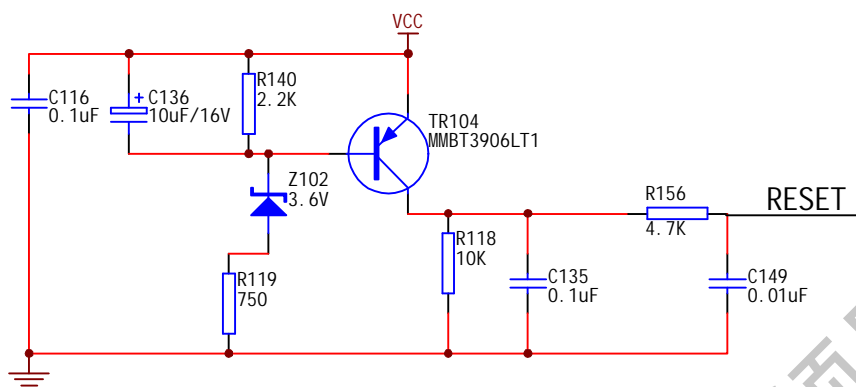 VCC
C116
0.1uF
C136
10uF/16V
R140
2.2K
TR104
MMBT3906LT1
Z102
3.6V
R156
4.7K
RESET
R118
10K
R119
750
C135
0.1uF
C149
0.01uF